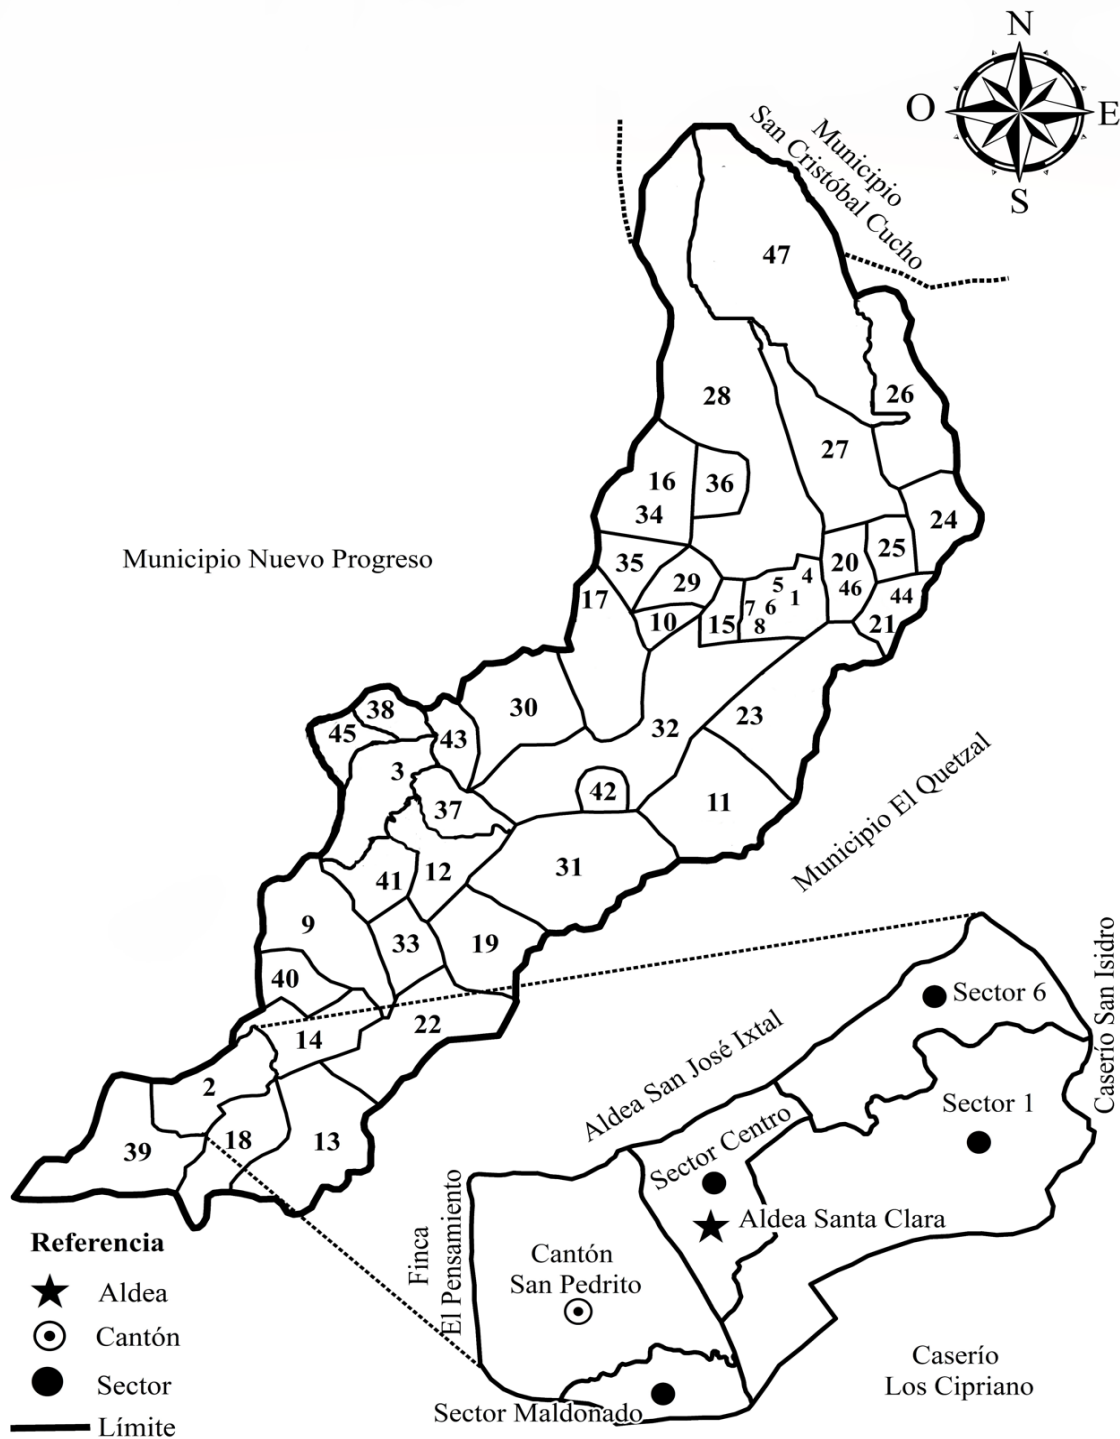 N
O
E
S
Municipio
San Cristóbal Cucho
47
28
26
27
16
36
34
24
25
35
20
29
5
4
46
17
7
6
1
44
10
15
8
21
30
38
45
43
32
23
3
42
11
37
12
31
41
9
33
19
40
22
14
2
18
13
39
Municipio Nuevo Progreso
Municipio El Quetzal
Caserío San Isidro
Sector 6
Aldea San José Ixtal
Sector 1
Sector Centro
Aldea Santa Clara
Finca
El Pensamiento
Cantón
San Pedrito
Caserío
Los Cipriano
Sector Maldonado
Referencia
Aldea
Cantón
Sector
Límite